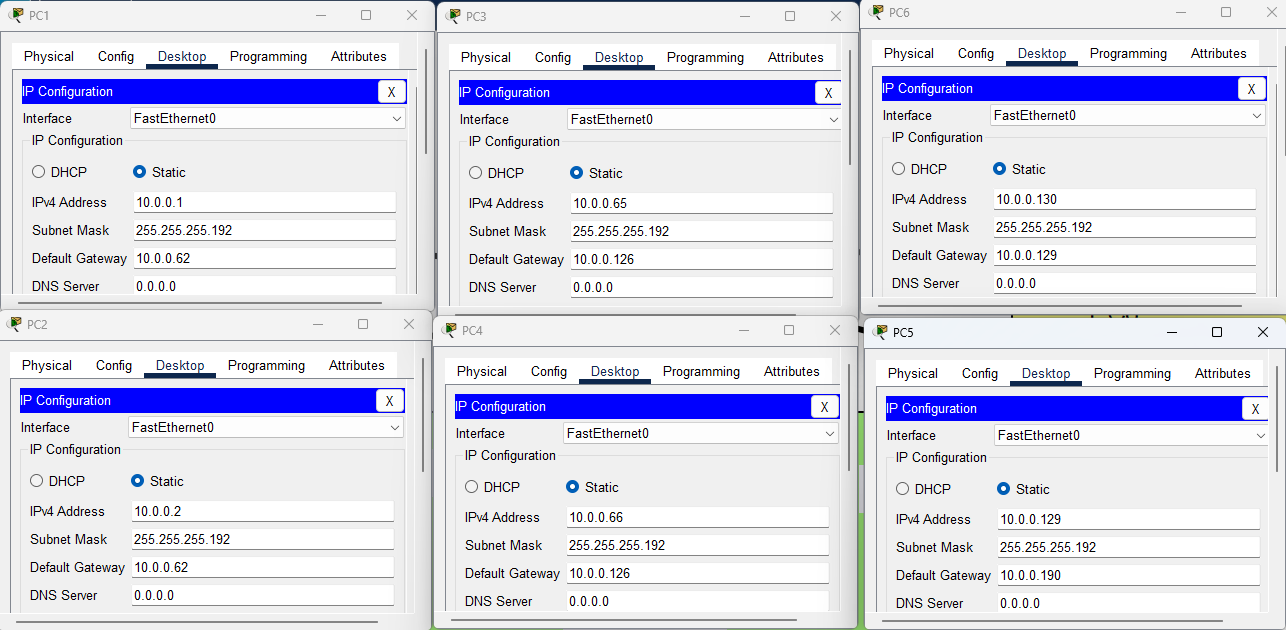 PC1
Physical Config Desktop Programming Attributes
IP Configuration X
Interface FastEthernet0
IP Configuration
DHCP Static
IPv4 Address 10.0.0.1
Subnet Mask 255.255.255.192
Default Gateway 10.0.0.62
DNS Server 0.0.0.0
PC3
Physical Config Desktop Programming Attributes
IP Configuration X
Interface FastEthernet0
IP Configuration
DHCP Static
IPv4 Address 10.0.0.65
Subnet Mask 255.255.255.192
Default Gateway 10.0.0.126
DNS Server 0.0.0.0
PC6
Physical Config Desktop Programming Attributes
IP Configuration X
Interface FastEthernet0
IP Configuration
DHCP Static
IPv4 Address 10.0.0.130
Subnet Mask 255.255.255.192
Default Gateway 10.0.0.129
DNS Server 0.0.0.0
PC2
Physical Config Desktop Programming Attributes
IP Configuration X
Interface FastEthernet0
IP Configuration
DHCP Static
IPv4 Address 10.0.0.2
Subnet Mask 255.255.255.192
Default Gateway 10.0.0.62
DNS Server 0.0.0.0
PC4
Physical Config Desktop Programming Attributes
IP Configuration X
Interface FastEthernet0
IP Configuration
DHCP Static
IPv4 Address 10.0.0.66
Subnet Mask 255.255.255.192
Default Gateway 10.0.0.126
DNS Server 0.0.0.0
PC5
Physical Config Desktop Programming Attributes
IP Configuration X
Interface FastEthernet0
IP Configuration
DHCP Static
IPv4 Address 10.0.0.129
Subnet Mask 255.255.255.192
Default Gateway 10.0.0.190
DNS Server 0.0.0.0